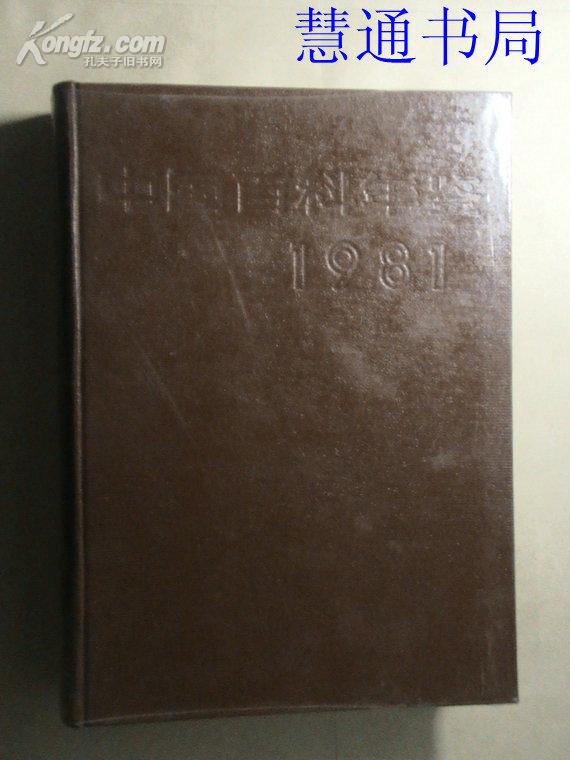 Kongfz.com
孔夫子旧书网
慧通书局
中国百科年鉴
1981